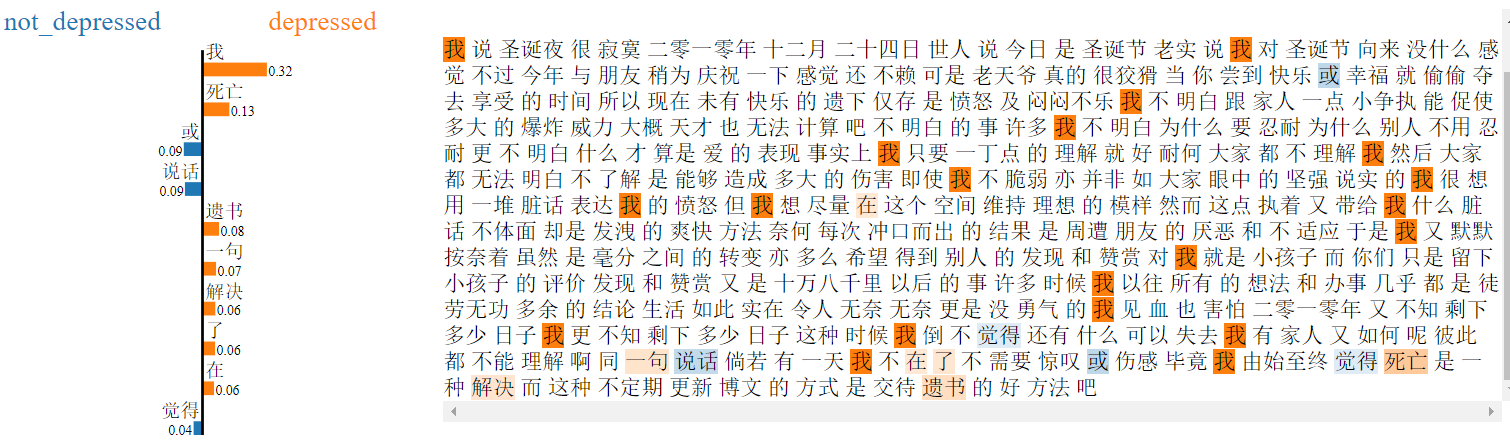 not_depressed
depressed
我
0.32
死亡
0.13
或
0.09
说话
0.09
遗书
0.08
一句
0.07
解决
0.06
了
0.06
在
0.06
觉得
0.04
我 说 圣诞夜 很 寂寞 二零一零年 十二月 二十四日 世人 说 今日 是 圣诞节 老实 说 我 对 圣诞节 向来 没什么 感
觉 不过 今年 与 朋友 稍为 庆祝 一下 感觉 还 不赖 可是 老天爷 真的 很狡猾 当 你 尝到 快乐 或 幸福 就 偷偷 夺
去 享受 的 时间 所以 现在 未有 快乐 的 遗下 仅存 是 愤怒 及 闷闷不乐 我 不 明白 跟 家人 一点 小争执 能 促使
多大 的 爆炸 威力 大概 天才 也 无法 计算 吧 不 明白 的 事 许多 我 不 明白 为什么 要 忍耐 为什么 别人 不用 忍
耐 更 不 明白 什么 才 算是 爱 的 表现 事实上 我 只要 一丁点 的 理解 就 好 耐何 大家 都 不 理解 我 然后 大家
都 无法 明白 不 了解 是 能够 造成 多大 的 伤害 即使 我 不 脆弱 亦 并非 如 大家 眼中 的 坚强 说实 的 我 很 想
用 一堆 脏话 表达 我 的 愤怒 但 我 想 尽量 在 这个 空间 维持 理想 的 模样 然而 这点 执着 又 带给 我 什么 脏
话 不体面 却是 发洩 的 爽快 方法 奈何 每次 冲口而出 的 结果 是 周遭 朋友 的 厌恶 和 不 适应 于是 我 又 默默
按奈着 虽然 是 毫分 之间 的 转变 亦 多么 希望 得到 别人 的 发现 和 赞赏 对 我 就是 小孩子 而 你们 只是 留下
小孩子 的 评价 发现 和 赞赏 又 是 十万八千里 以后 的 事 许多 时候 我 以往 所有 的 想法 和 办事 几乎 都 是 徒
劳无功 多余 的 结论 生活 如此 实在 令人 无奈 无奈 更是 没 勇气 的 我 见 血 也 害怕 二零一零年 又 不知 剩下
多少 日子 我 更 不知 剩下 多少 日子 这种 时候 我 倒 不 觉得 还有 什么 可以 失去 我 有 家人 又 如何 呢 彼此
都 不能 理解 啊 同 一句 说话 倘若 有 一天 我 不 在 了 不 需要 惊叹 或 伤感 毕竟 我 由始至终 觉得 死亡 是 一
种 解决 而 这种 不定期 更新 博文 的 方式 是 交待 遗书 的 好 方法 吧